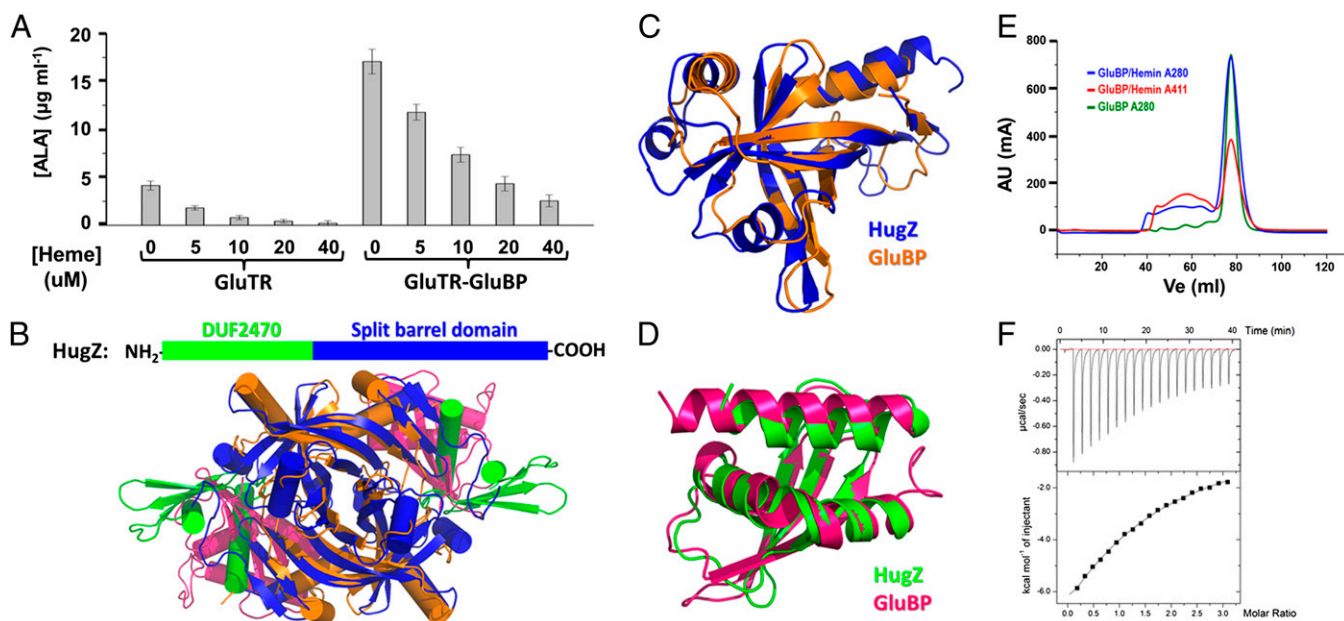 A
[ALA] (µg ml⁻¹)
20
15
10
5
0
[Heme]
(uM)
0 5 10 20 40 0 5 10 20 40
GluTR GluTR-GluBP
B
DUF2470 Split barrel domain
HugZ: NH₂- -COOH
C
HugZ
GluBP
D
HugZ
GluBP
E
AU (mA)
800
600
400
200
0
GluBP/Hemin A280
GluBP/Hemin A411
GluBP A280
20 40 60 80 100 120
Ve (ml)
F
Time (min)
0 10 20 30 40
0.00
-0.20
-0.40
-0.60
-0.80
µcal/sec
-2.0
-4.0
-6.0
kcal mol⁻¹ of injectant
0.0 0.5 1.0 1.5 2.0 2.5 3.0
Molar Ratio